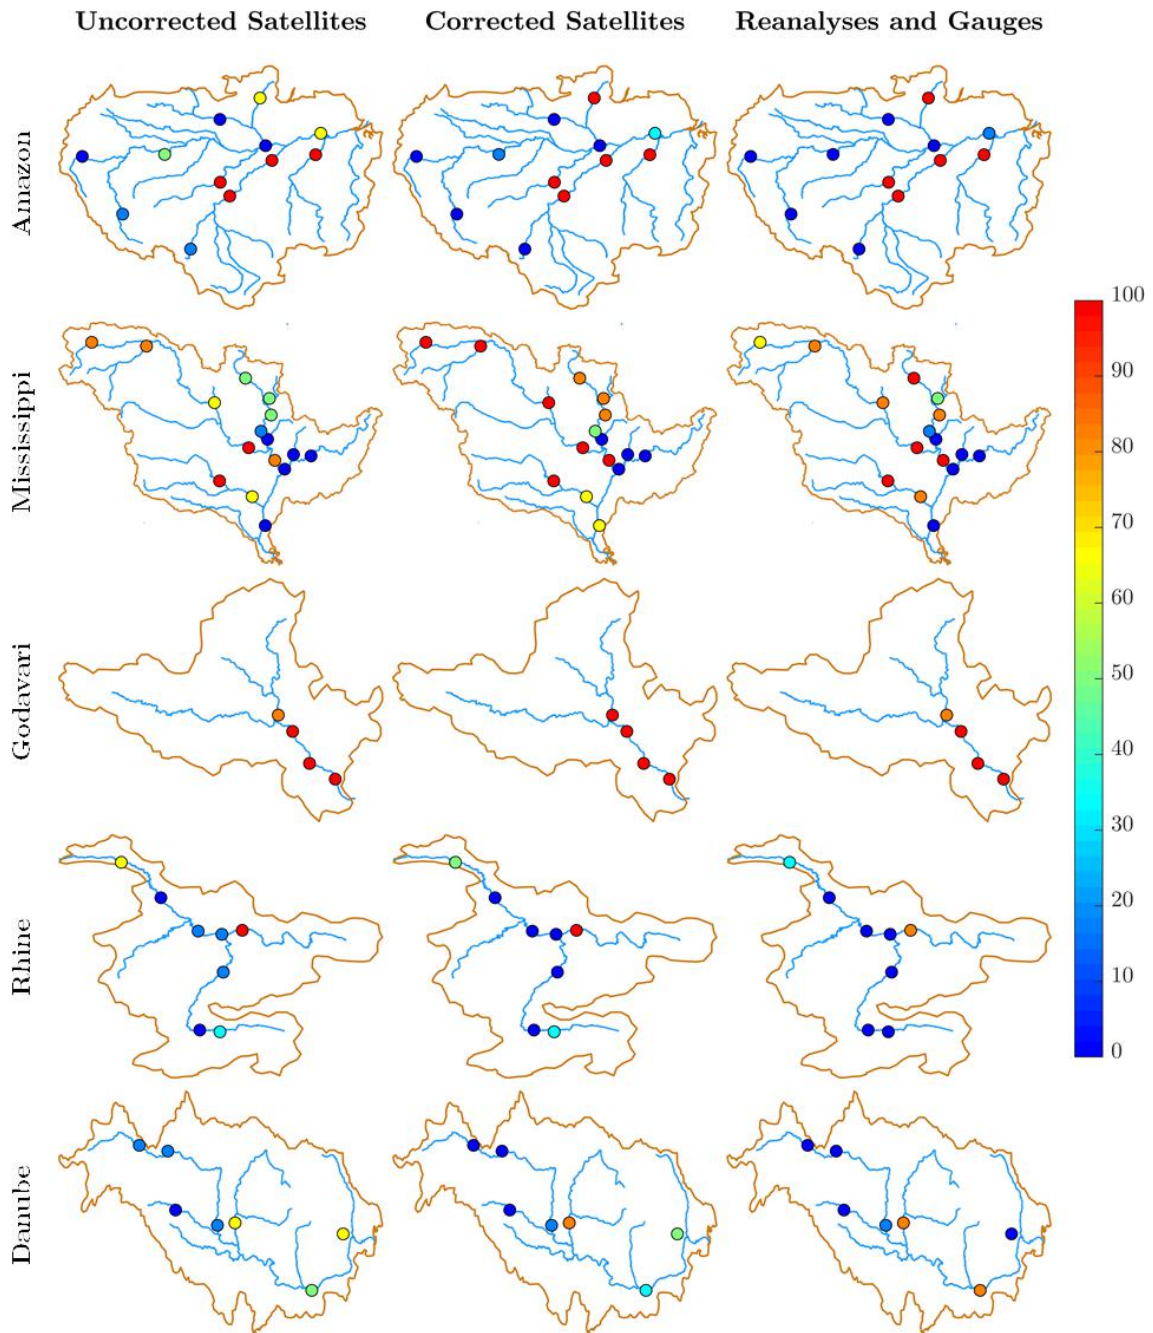 Uncorrected Satellites
Corrected Satellites
Reanalyses and Gauges
Amazon
Mississippi
Godavari
Rhine
Danube
100
90
80
70
60
50
40
30
20
10
0